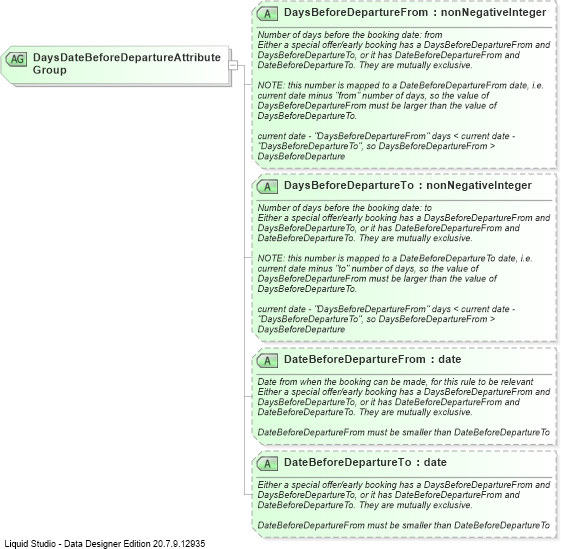 A DaysBeforeDepartureFrom : nonNegativeInteger
Number of days before the booking date: from
Either a special offer/early booking has a DaysBeforeDepartureFrom and
DaysBeforeDepartureTo, or it has DateBeforeDepartureFrom and
DateBeforeDepartureTo. They are mutually exclusive.
NOTE: this number is mapped to a DateBeforeDepartureFrom date, i.e.
current date minus "from" number of days, so the value of
DaysBeforeDepartureFrom must be larger than the value of
DaysBeforeDepartureTo.
current date - "DaysBeforeDepartureFrom" days < current date -
"DaysBeforeDepartureTo", so DaysBeforeDepartureFrom >
DaysBeforeDeparture
AG DaysDateBeforeDepartureAttribute
Group
A DaysBeforeDepartureTo : nonNegativeInteger
Number of days before the booking date: to
Either a special offer/early booking has a DaysBeforeDepartureFrom and
DaysBeforeDepartureTo, or it has DateBeforeDepartureFrom and
DateBeforeDepartureTo. They are mutually exclusive.
NOTE: this number is mapped to a DateBeforeDepartureTo date, i.e.
current date minus "to" number of days, so the value of
DaysBeforeDepartureFrom must be larger than the value of
DaysBeforeDepartureTo.
current date - "DaysBeforeDepartureFrom" days < current date -
"DaysBeforeDepartureTo", so DaysBeforeDepartureFrom >
DaysBeforeDeparture
A DateBeforeDepartureFrom : date
Date from when the booking can be made, for this rule to be relevant
Either a special offer/early booking has a DaysBeforeDepartureFrom and
DaysBeforeDepartureTo, or it has DateBeforeDepartureFrom and
DateBeforeDepartureTo. They are mutually exclusive.
DateBeforeDepartureFrom must be smaller than DateBeforeDepartureTo
A DateBeforeDepartureTo : date
Either a special offer/early booking has a DaysBeforeDepartureFrom and
DaysBeforeDepartureTo, or it has DateBeforeDepartureFrom and
DateBeforeDepartureTo. They are mutually exclusive.
DateBeforeDepartureFrom must be smaller than DateBeforeDepartureTo
Liquid Studio - Data Designer Edition 20.7.9.12935